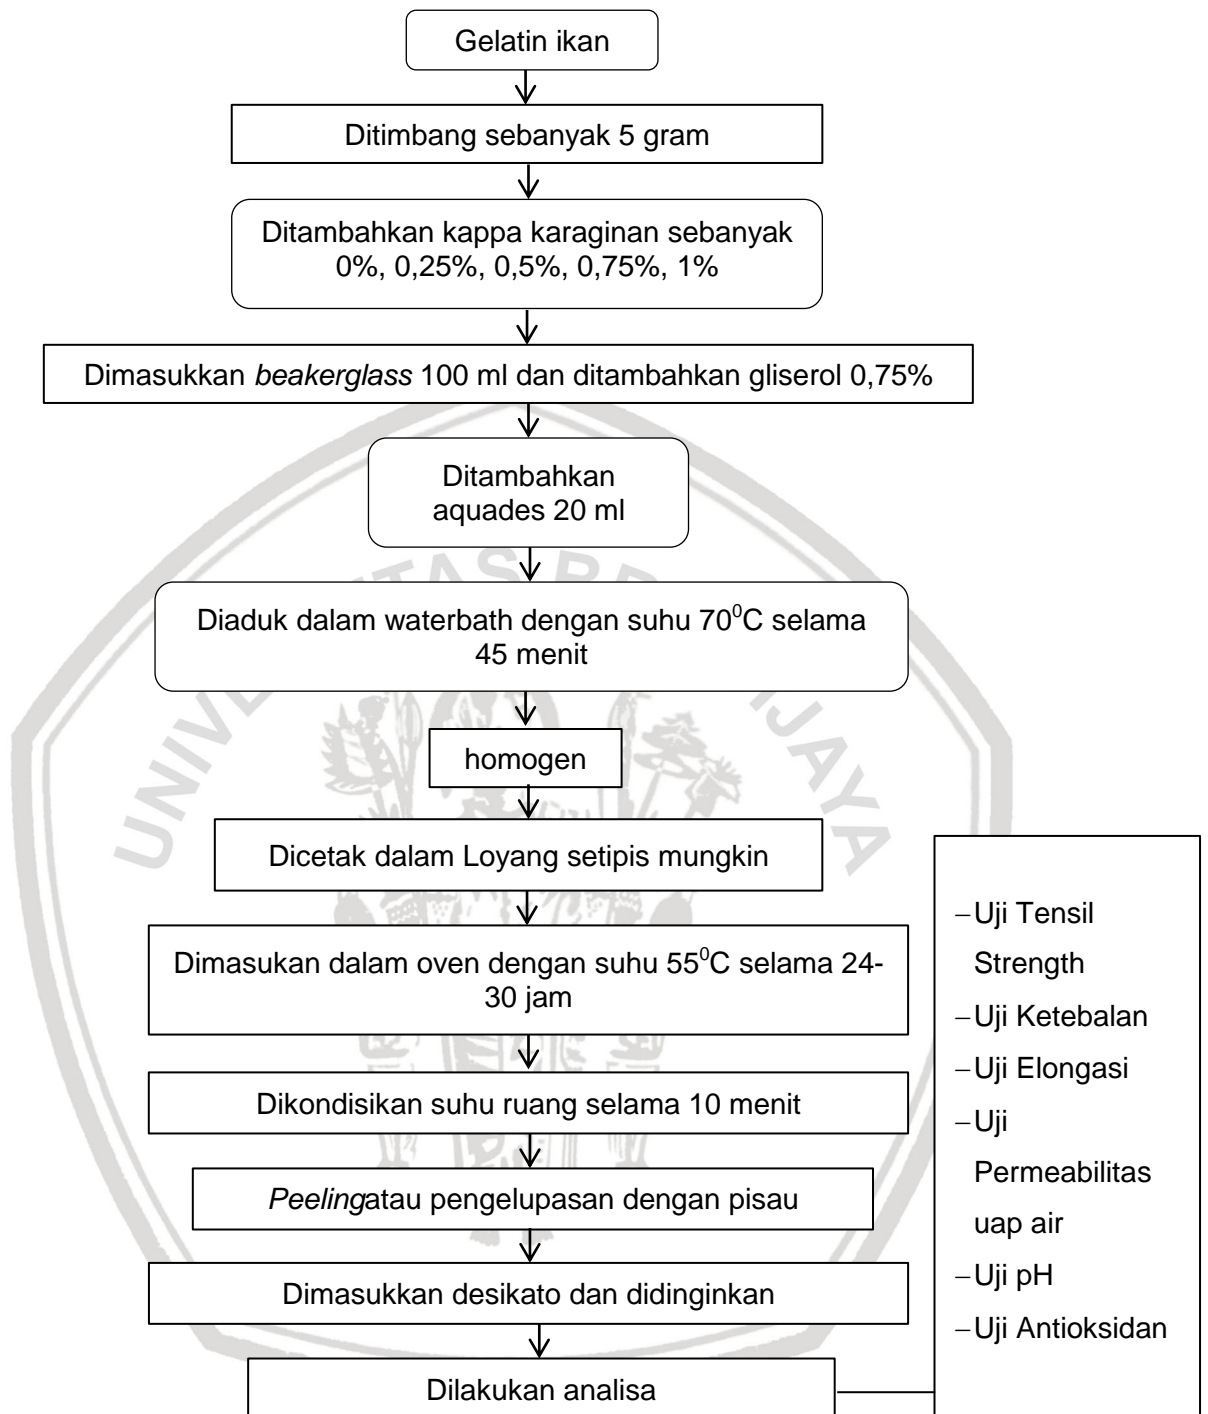 Gelatin ikan
Ditimbang sebanyak 5 gram
Ditambahkan kappa karaginan sebanyak
0%, 0,25%, 0,5%, 0,75%, 1%
Dimasukkan beakerglass 100 ml dan ditambahkan gliserol 0,75%
Ditambahkan
aquades 20 ml
Diaduk dalam waterbath dengan suhu 70⁰C selama
45 menit
homogen
Dicetak dalam Loyang setipis mungkin
Dimasukan dalam oven dengan suhu 55⁰C selama 24-
30 jam
Dikondisikan suhu ruang selama 10 menit
Peelingatau pengelupasan dengan pisau
Dimasukkan desikato dan didinginkan
Dilakukan analisa
–Uji Tensil
Strength
–Uji Ketebalan
–Uji Elongasi
–Uji
Permeabilitas
uap air
–Uji pH
–Uji Antioksidan